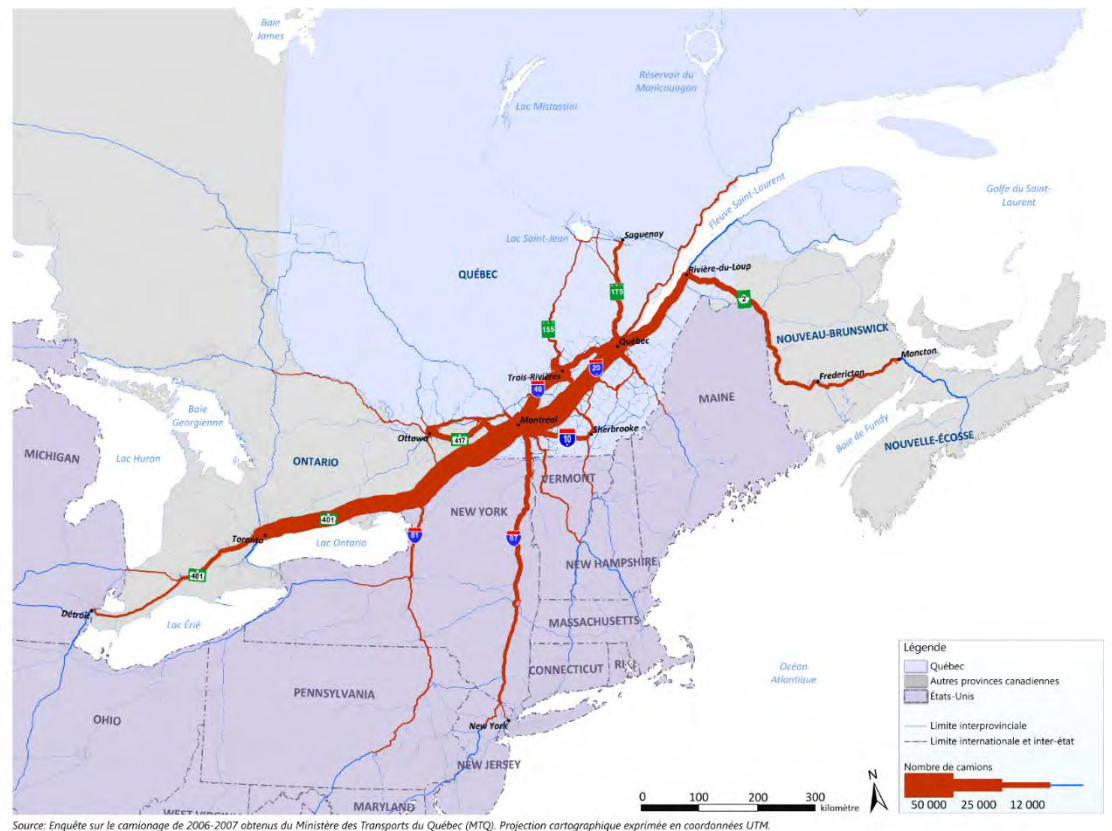 Baie
James
Lac Mistassini
Réservoir du
Manicouagan
Golfe du Saint-
Laurent
Fleuve Saint-Laurent
Lac Saint-Jean
Saguenay
QUÉBEC
Rivière-du-Loup
175
2
155
NOUVEAU-BRUNSWICK
Québec
Moncton
Trois-Rivières
20
Fredericton
40
MAINE
Baie
Georgienne
Montréal
Ottawa
417
10
Sherbrooke
Baie de Fundy
NOUVELLE-ÉCOSSE
Lac Huron
ONTARIO
MICHIGAN
VERMONT
NEW YORK
401
Toronto
Lac Ontario
81
87
NEW HAMPSHIRE
401
Détroit
Lac Érié
MASSACHUSETTS
CONNECTICUT
RI
Océan
Atlantique
PENNSYLVANIA
OHIO
New York
NEW JERSEY
MARYLAND
WEST VIRGINIA
Légende
Québec
Autres provinces canadiennes
États-Unis
Limite interprovinciale
Limite internationale et inter-état
Nombre de camions
50 000 25 000 12 000
0 100 200 300
kilomètre
N
Source: Enquête sur le camionage de 2006-2007 obtenus du Ministère des Transports du Québec (MTQ). Projection cartographique exprimée en coordonnées UTM.